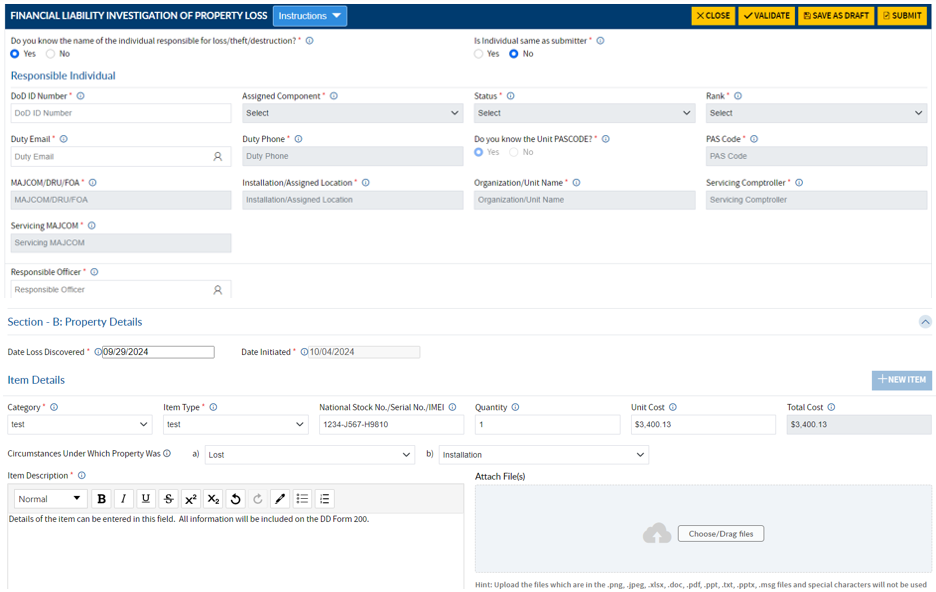 FINANCIAL LIABILITY INVESTIGATION OF PROPERTY LOSS Instructions CLOSE VALIDATE SAVE AS DRAFT SUBMIT
Do you know the name of the individual responsible for loss/theft/destruction? * Is Individual same as submitter *
Yes No Yes No
Responsible Individual
DoD ID Number * Assigned Component * Status * Rank *
DoD ID Number Select Select Select
Duty Email * Duty Phone * Do you know the Unit PASCODE? * PAS Code *
Duty Email Duty Phone Yes No PAS Code
MAJCOM/DRU/FOA * Installation/Assigned Location * Organization/Unit Name * Servicing Comptroller *
MAJCOM/DRU/FOA Installation/Assigned Location Organization/Unit Name Servicing Comptroller
Servicing MAJCOM *
Servicing MAJCOM
Responsible Officer *
Responsible Officer
Section - B: Property Details
Date Loss Discovered * 09/29/2024 Date Initiated * 10/04/2024
Item Details + NEW ITEM
Category * Item Type * National Stock No./Serial No./IMEI Quantity Unit Cost Total Cost
test test 1234-J567-H9810 1 $3,400.13 $3,400.13
Circumstances Under Which Property Was a) Lost b) Installation
Item Description * Attach File(s)
Normal B I U S X² X₂
Details of the item can be entered in this field. All information will be included on the DD Form 200.
Choose/Drag files
Hint: Upload the files which are in the .png, .jpeg, .xlsx, .doc, .pdf, .ppt, .txt, .pptx, .msg files and special characters will not be used